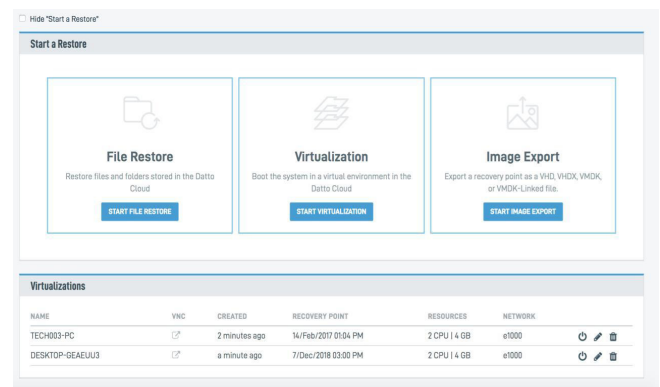 Hide "Start a Restore"
Start a Restore
File Restore
Restore files and folders stored in the Datto
Cloud
START FILE RESTORE
Virtualization
Boot the system in a virtual environment in the
Datto Cloud
START VIRTUALIZATION
Image Export
Export a recovery point as a VHD, VHDX, VMDK,
or VMDK-Linked file.
START IMAGE EXPORT
Virtualizations
NAME VNC CREATED RECOVERY POINT RESOURCES NETWORK
TECH003-PC 2 minutes ago 14/Feb/2017 01:04 PM 2 CPU | 4 GB e1000
DESKTOP-GEAEUU3 a minute ago 7/Dec/2018 03:00 PM 2 CPU | 4 GB e1000